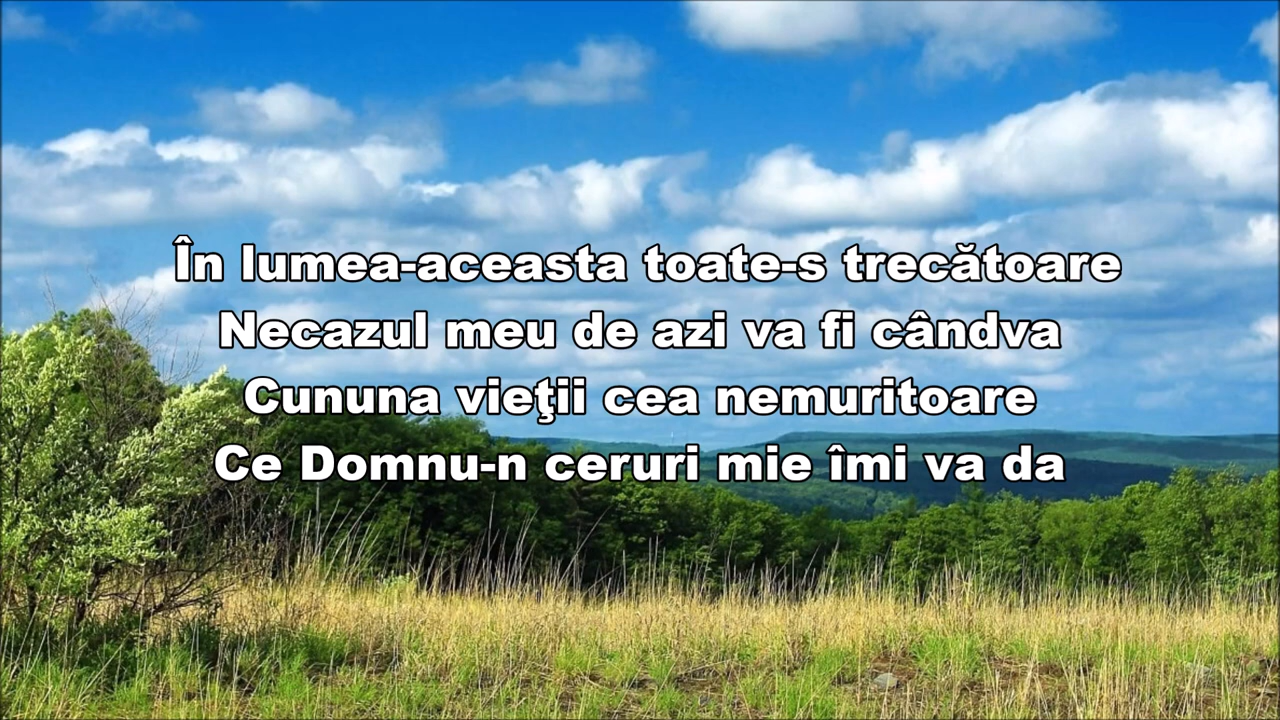 În lumea-aceasta toate-s trecătoare
Necazul meu de azi va fi cândva
Cununa vieţii cea nemuritoare
Ce Domnu-n ceruri mie îmi va da